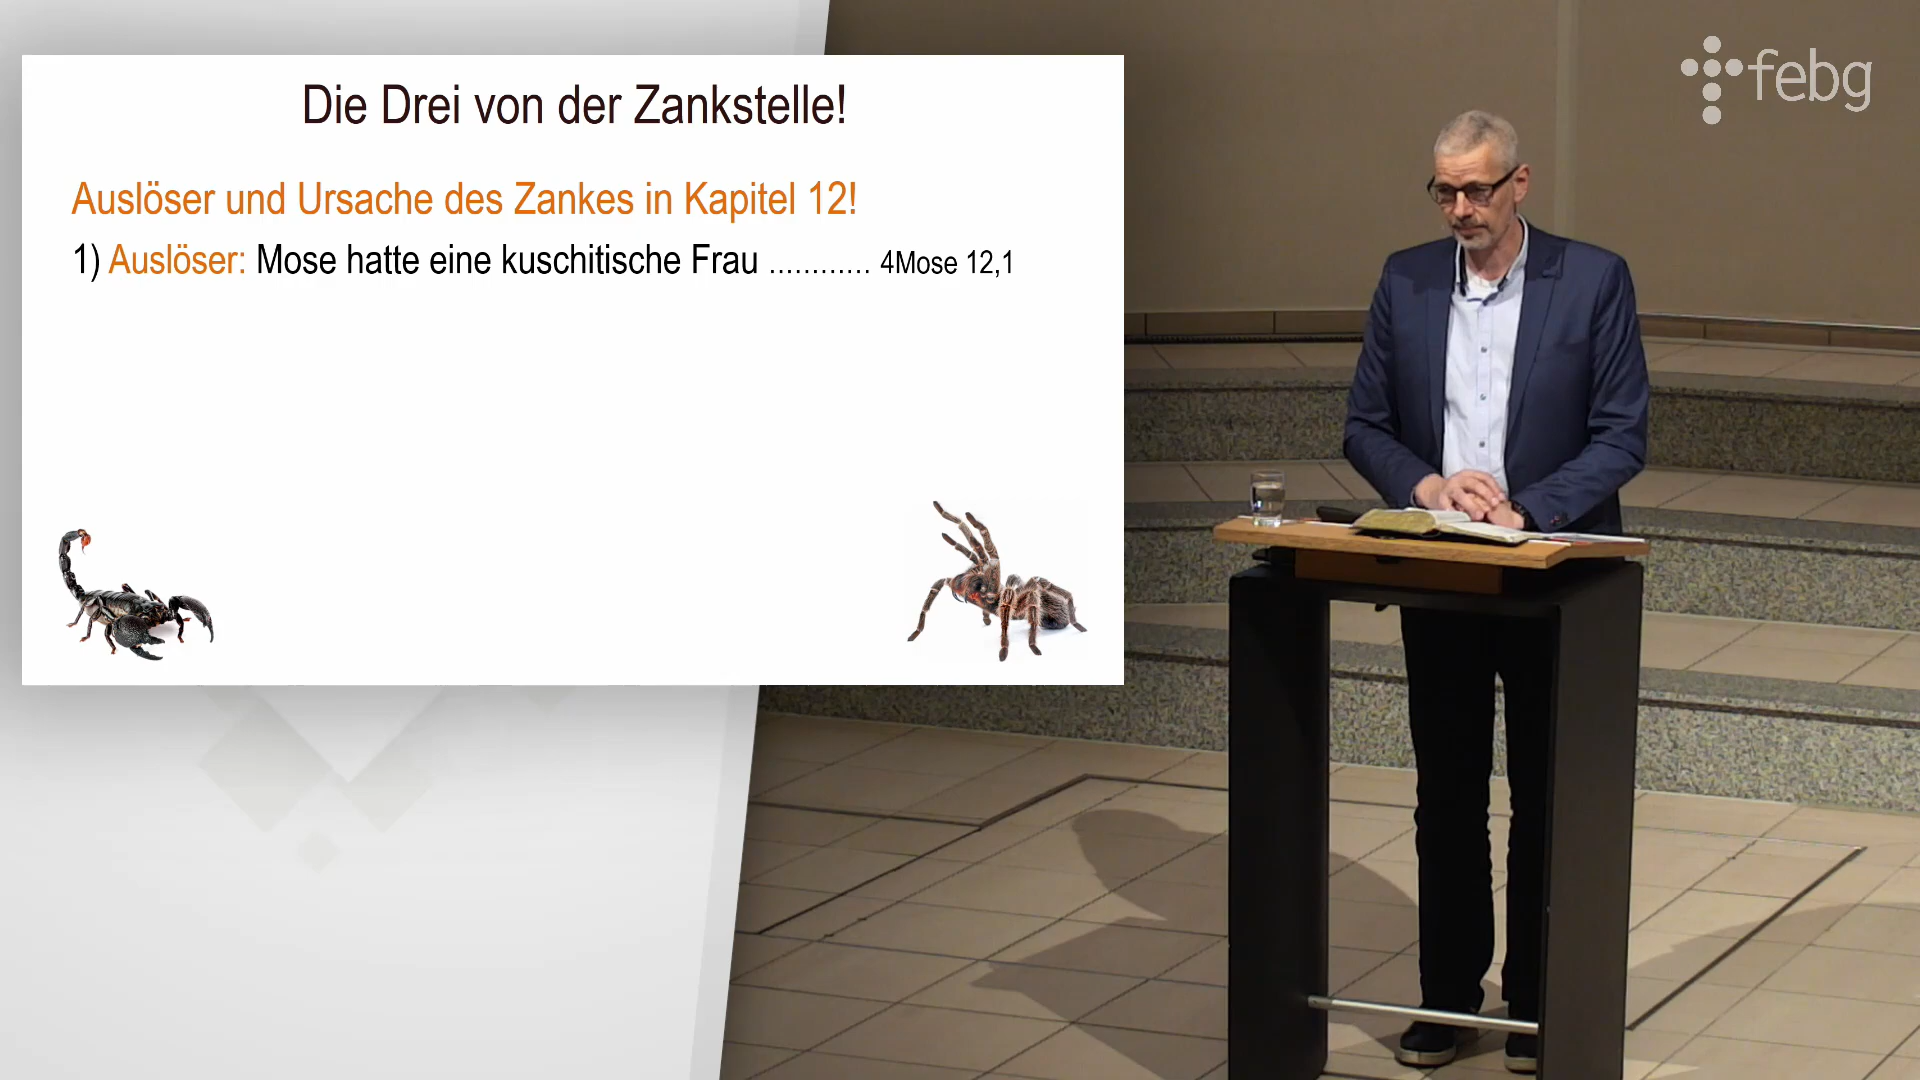 Die Drei von der Zankstelle!
Auslöser und Ursache des Zankes in Kapitel 12!
1) Auslöser: Mose hatte eine kuschitische Frau ............ 4Mose 12,1
febg